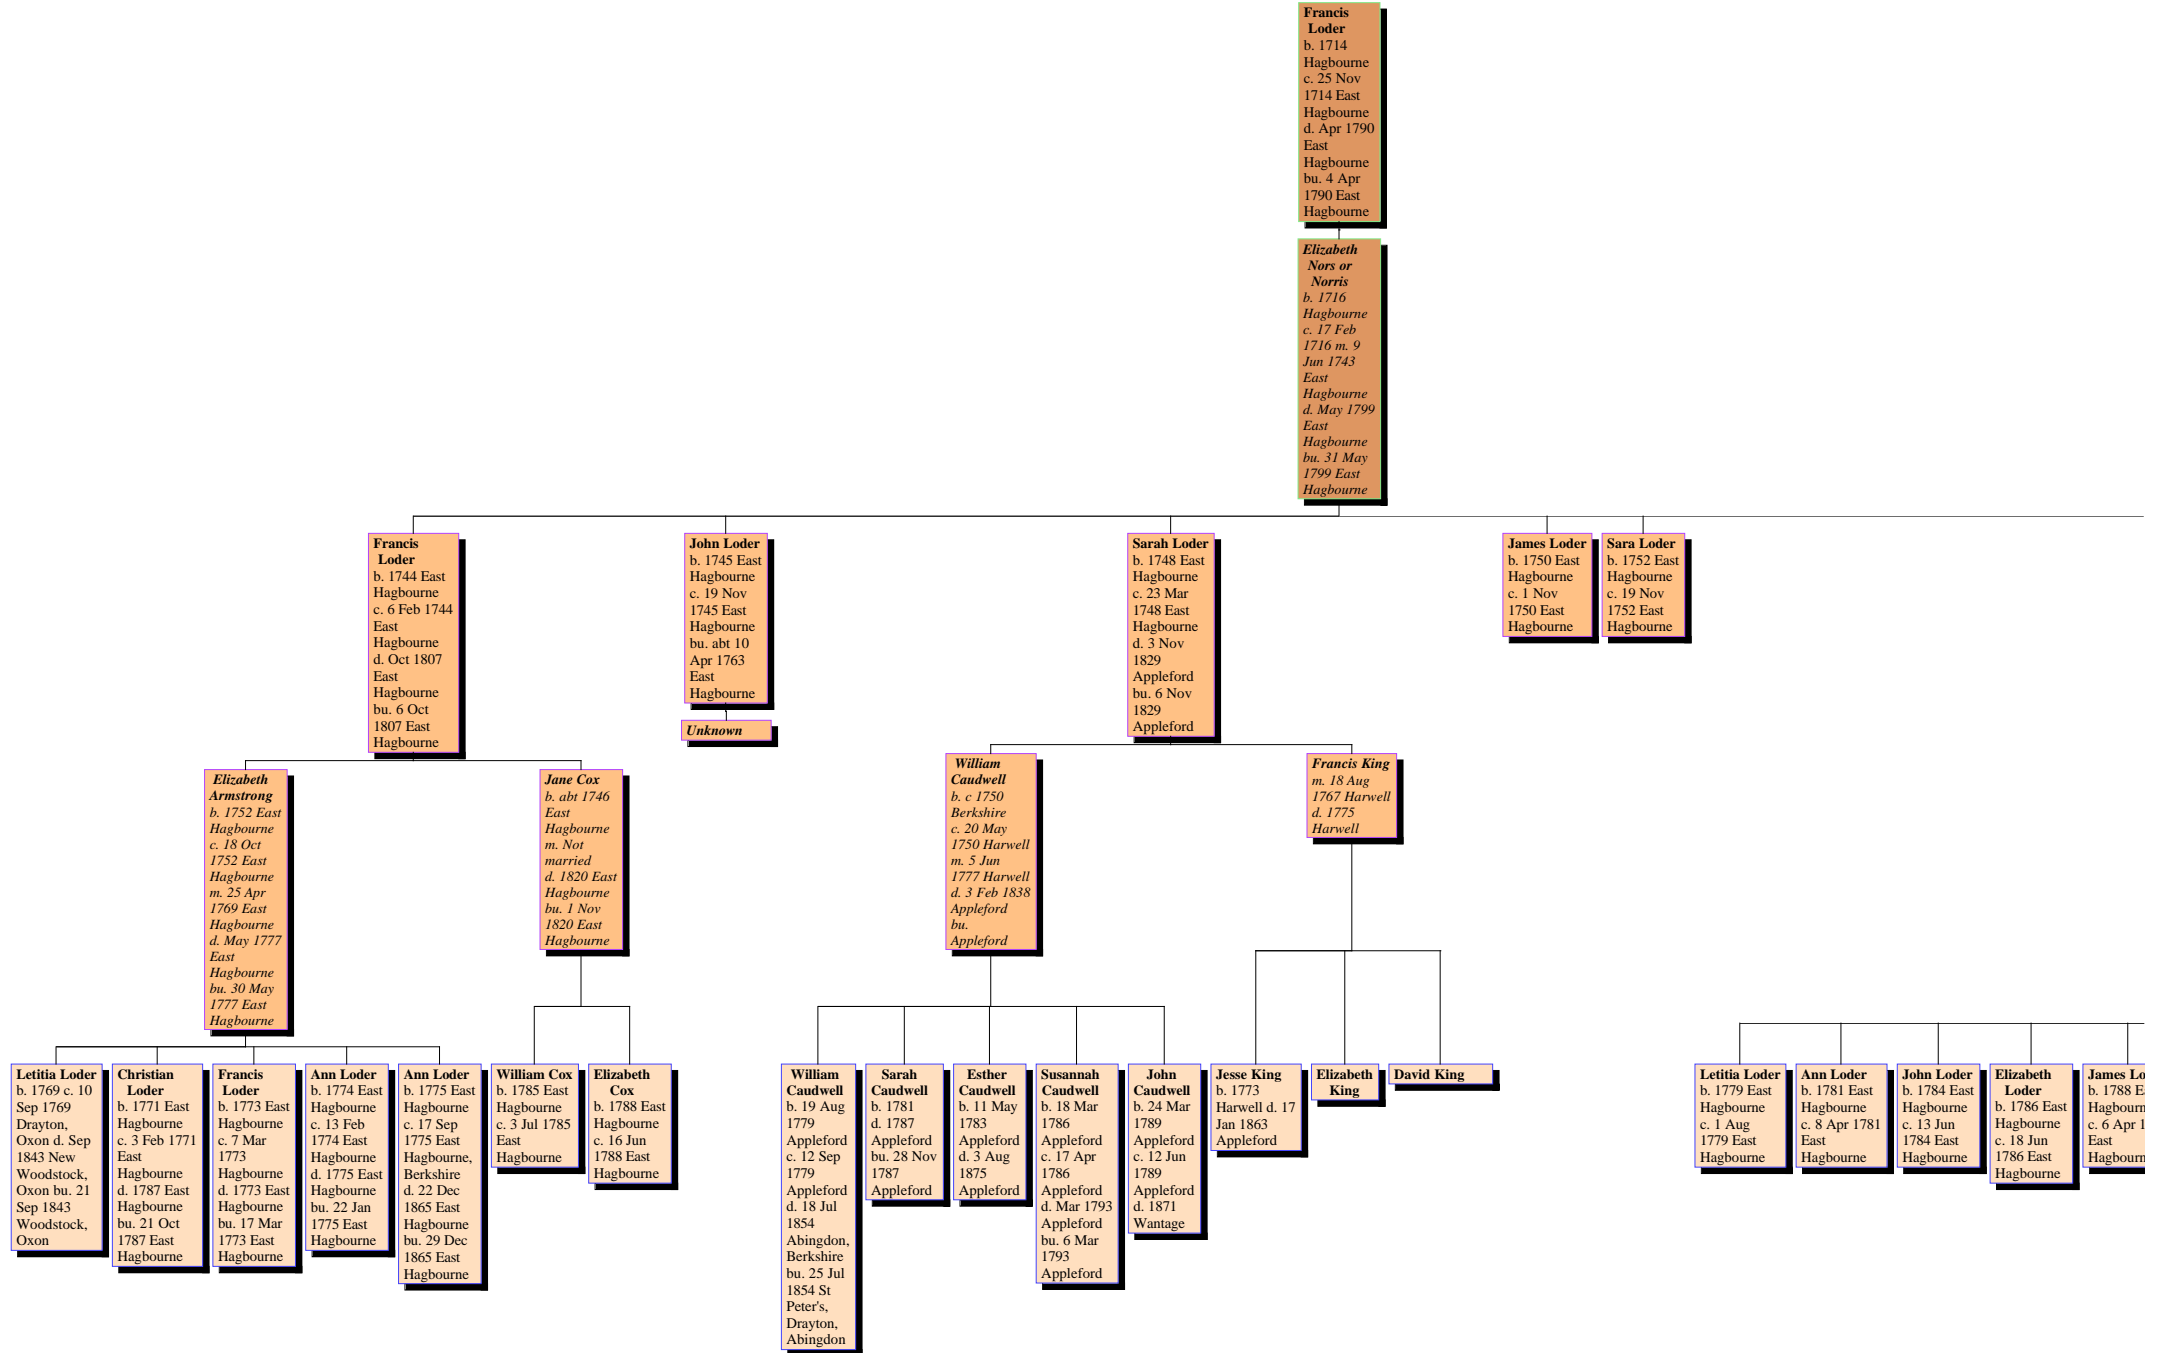 Francis
Loder
b. 1714
Hagbourne
c. 25 Nov
1714 East
Hagbourne
d. Apr 1790
East
Hagbourne
bu. 4 Apr
1790 East
Hagbourne
Elizabeth
Nors or
Norris
b. 1716
Hagbourne
c. 17 Feb
1716 m. 9
Jun 1743
East
Hagbourne
d. May 1799
East
Hagbourne
bu. 31 May
1799 East
Hagbourne
Francis
Loder
b. 1744 East
Hagbourne
c. 6 Feb 1744
East
Hagbourne
d. Oct 1807
East
Hagbourne
bu. 6 Oct
1807 East
Hagbourne
John Loder
b. 1745 East
Hagbourne
c. 19 Nov
1745 East
Hagbourne
bu. abt 10
Apr 1763
East
Hagbourne
Unknown
Sarah Loder
b. 1748 East
Hagbourne
c. 23 Mar
1748 East
Hagbourne
d. 3 Nov
1829
Appleford
bu. 6 Nov
1829
Appleford
James Loder
b. 1750 East
Hagbourne
c. 1 Nov
1750 East
Hagbourne
Sara Loder
b. 1752 East
Hagbourne
c. 19 Nov
1752 East
Hagbourne
Elizabeth
Armstrong
b. 1752 East
Hagbourne
c. 18 Oct
1752 East
Hagbourne
m. 25 Apr
1769 East
Hagbourne
d. May 1777
East
Hagbourne
bu. 30 May
1777 East
Hagbourne
Jane Cox
b. abt 1746
East
Hagbourne
m. Not
married
d. 1820 East
Hagbourne
bu. 1 Nov
1820 East
Hagbourne
William
Caudwell
b. c 1750
Berkshire
c. 20 May
1750 Harwell
m. 5 Jun
1777 Harwell
d. 3 Feb 1838
Appleford
bu.
Appleford
Francis King
m. 18 Aug
1767 Harwell
d. 1775
Harwell
Letitia Loder
b. 1769 c. 10
Sep 1769
Drayton,
Oxon d. Sep
1843 New
Woodstock,
Oxon bu. 21
Sep 1843
Woodstock,
Oxon
Christian
Loder
b. 1771 East
Hagbourne
c. 3 Feb 1771
East
Hagbourne
d. 1787 East
Hagbourne
bu. 21 Oct
1787 East
Hagbourne
Francis
Loder
b. 1773 East
Hagbourne
c. 7 Mar
1773
Hagbourne
d. 1773 East
Hagbourne
bu. 17 Mar
1773 East
Hagbourne
Ann Loder
b. 1774 East
Hagbourne
c. 13 Feb
1774 East
Hagbourne
d. 1775 East
Hagbourne
bu. 22 Jan
1775 East
Hagbourne
Ann Loder
b. 1775 East
Hagbourne
c. 17 Sep
1775 East
Hagbourne,
Berkshire
d. 22 Dec
1865 East
Hagbourne
bu. 29 Dec
1865 East
Hagbourne
William Cox
b. 1785 East
Hagbourne
c. 3 Jul 1785
East
Hagbourne
Elizabeth
Cox
b. 1788 East
Hagbourne
c. 16 Jun
1788 East
Hagbourne
William
Caudwell
b. 19 Aug
1779
Appleford
c. 12 Sep
1779
Appleford
d. 18 Jul
1854
Abingdon,
Berkshire
bu. 25 Jul
1854 St
Peter's,
Drayton,
Abingdon
Sarah
Caudwell
b. 1781
d. 1787
Appleford
bu. 28 Nov
1787
Appleford
Esther
Caudwell
b. 11 May
1783
Appleford
d. 3 Aug
1875
Appleford
Susannah
Caudwell
b. 18 Mar
1786
Appleford
c. 17 Apr
1786
Appleford
d. Mar 1793
Appleford
bu. 6 Mar
1793
Appleford
John
Caudwell
b. 24 Mar
1789
Appleford
c. 12 Jun
1789
Appleford
d. 1871
Wantage
Jesse King
b. 1773
Harwell d. 17
Jan 1863
Appleford
Elizabeth
King
David King
Letitia Loder
b. 1779 East
Hagbourne
c. 1 Aug
1779 East
Hagbourne
Ann Loder
b. 1781 East
Hagbourne
c. 8 Apr 1781
East
Hagbourne
John Loder
b. 1784 East
Hagbourne
c. 13 Jun
1784 East
Hagbourne
Elizabeth
Loder
b. 1786 East
Hagbourne
c. 18 Jun
1786 East
Hagbourne
James Lo
b. 1788 E
Hagbourn
c. 6 Apr 1
East
Hagbourn